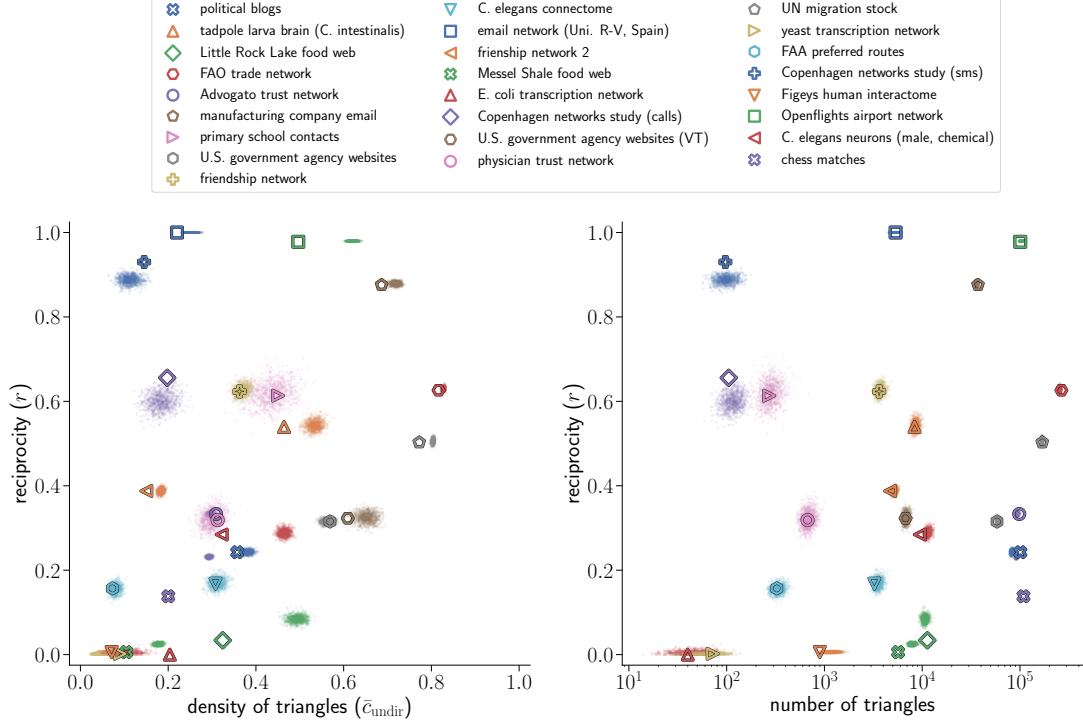 political blogs
tadpole larva brain (C. intestinalis)
Little Rock Lake food web
FAO trade network
Advogato trust network
manufacturing company email
primary school contacts
U.S. government agency websites
friendship network
C. elegans connectome
email network (Uni. R-V, Spain)
frienship network 2
Messel Shale food web
E. coli transcription network
Copenhagen networks study (calls)
U.S. government agency websites (VT)
physician trust network
UN migration stock
yeast transcription network
FAA preferred routes
Copenhagen networks study (sms)
Figeys human interactome
Openflights airport network
C. elegans neurons (male, chemical)
chess matches
reciprocity (r)
1.0
0.8
0.6
0.4
0.2
0.0
0.0 0.2 0.4 0.6 0.8 1.0
density of triangles (c̄undir)
reciprocity (r)
1.0
0.8
0.6
0.4
0.2
0.0
10¹ 10² 10³ 10⁴ 10⁵
number of triangles